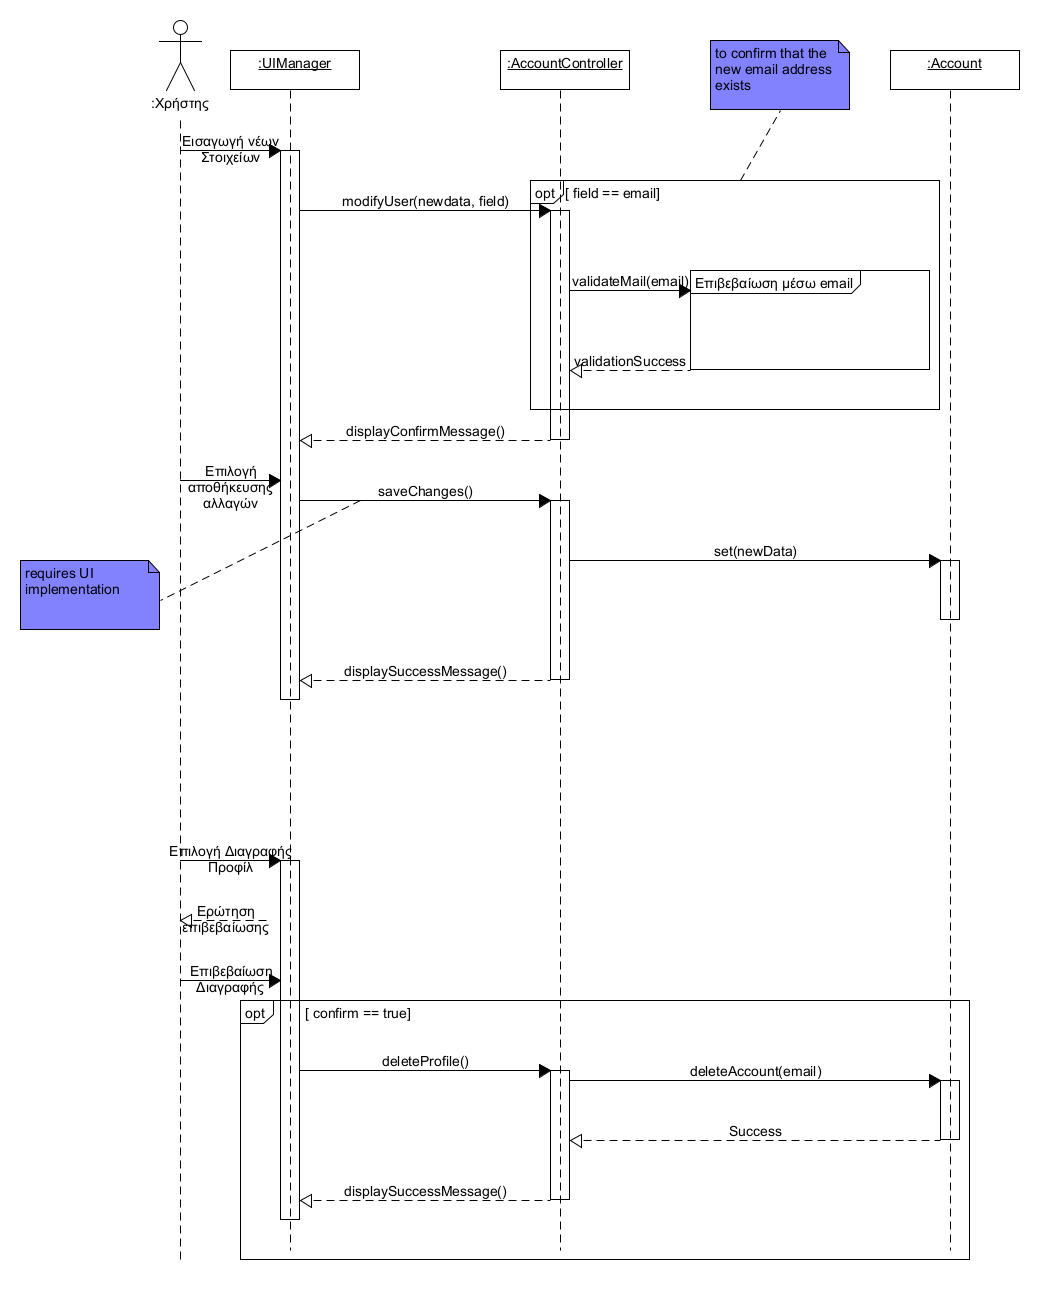 :Χρήστης
:UIManager
:AccountController
to confirm that the
new email address
exists
:Account
Εισαγωγή νέων
Στοιχείων
opt
[ field == email]
modifyUser(newdata, field)
validateMail(email)
Επιβεβαίωση μέσω email
validationSuccess
displayConfirmMessage()
Επιλογή
αποθήκευσης
αλλαγών
saveChanges()
set(newData)
requires UI
implementation
displaySuccessMessage()
Επιλογή Διαγραφής
Προφίλ
Ερώτηση
επιβεβαίωσης
Επιβεβαίωση
Διαγραφής
opt
[ confirm == true]
deleteProfile()
deleteAccount(email)
Success
displaySuccessMessage()